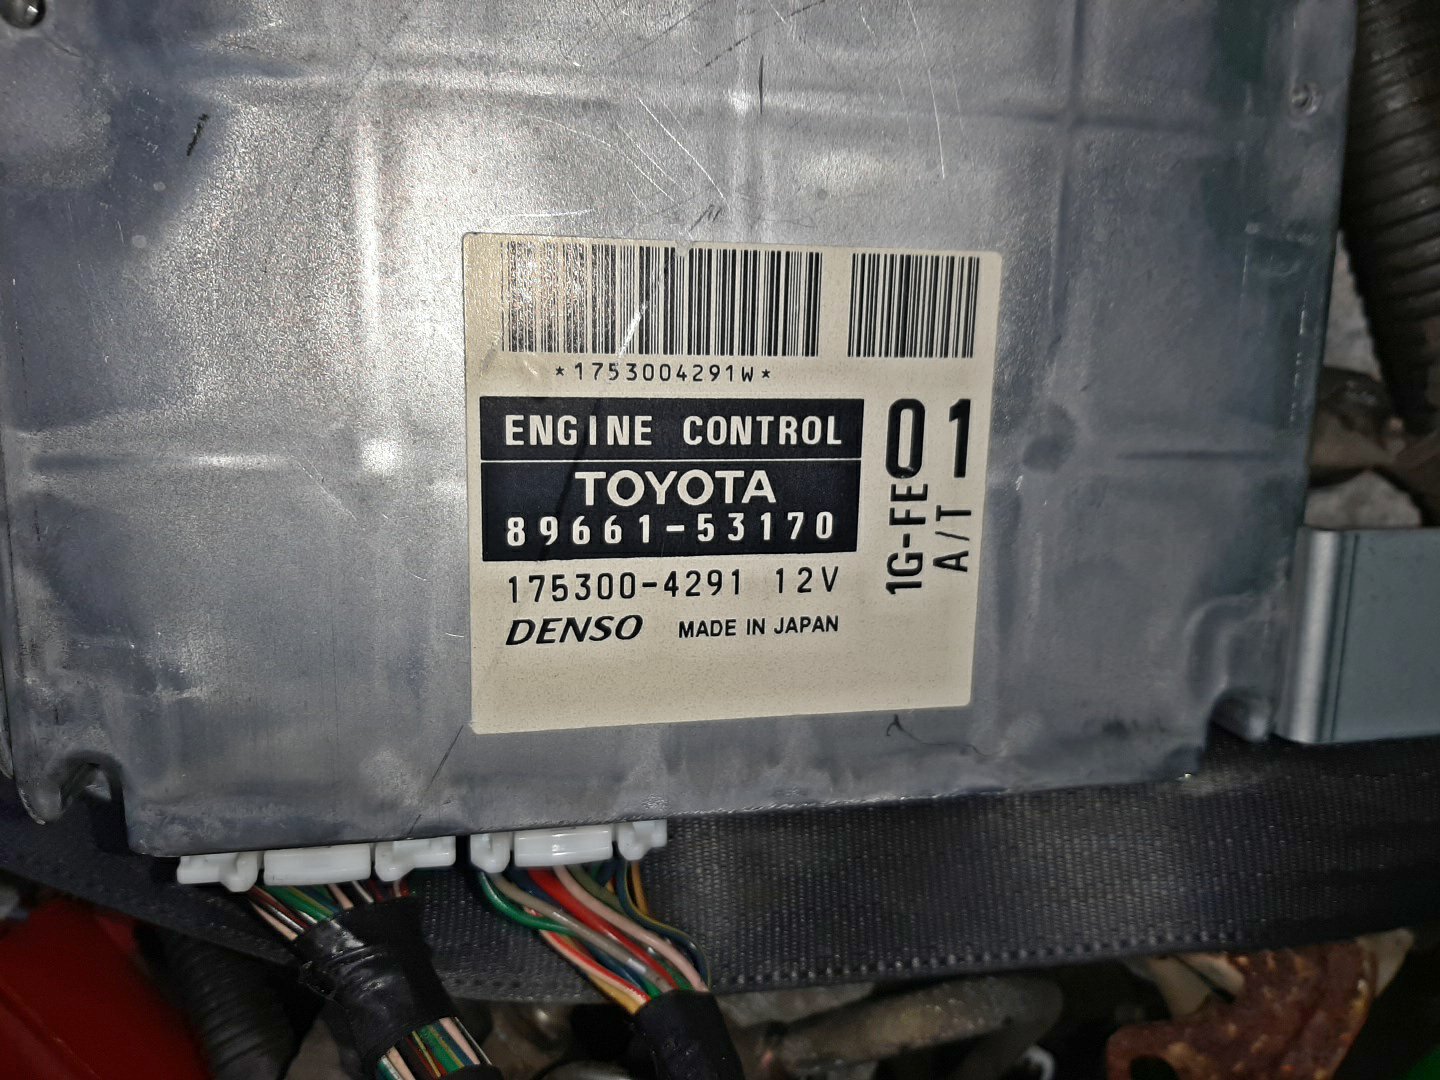 *1753004291W*
ENGINE CONTROL
TOYOTA
89661-53170
175300-4291 12V
DENSO MADE IN JAPAN
01
1G-FE
A/T